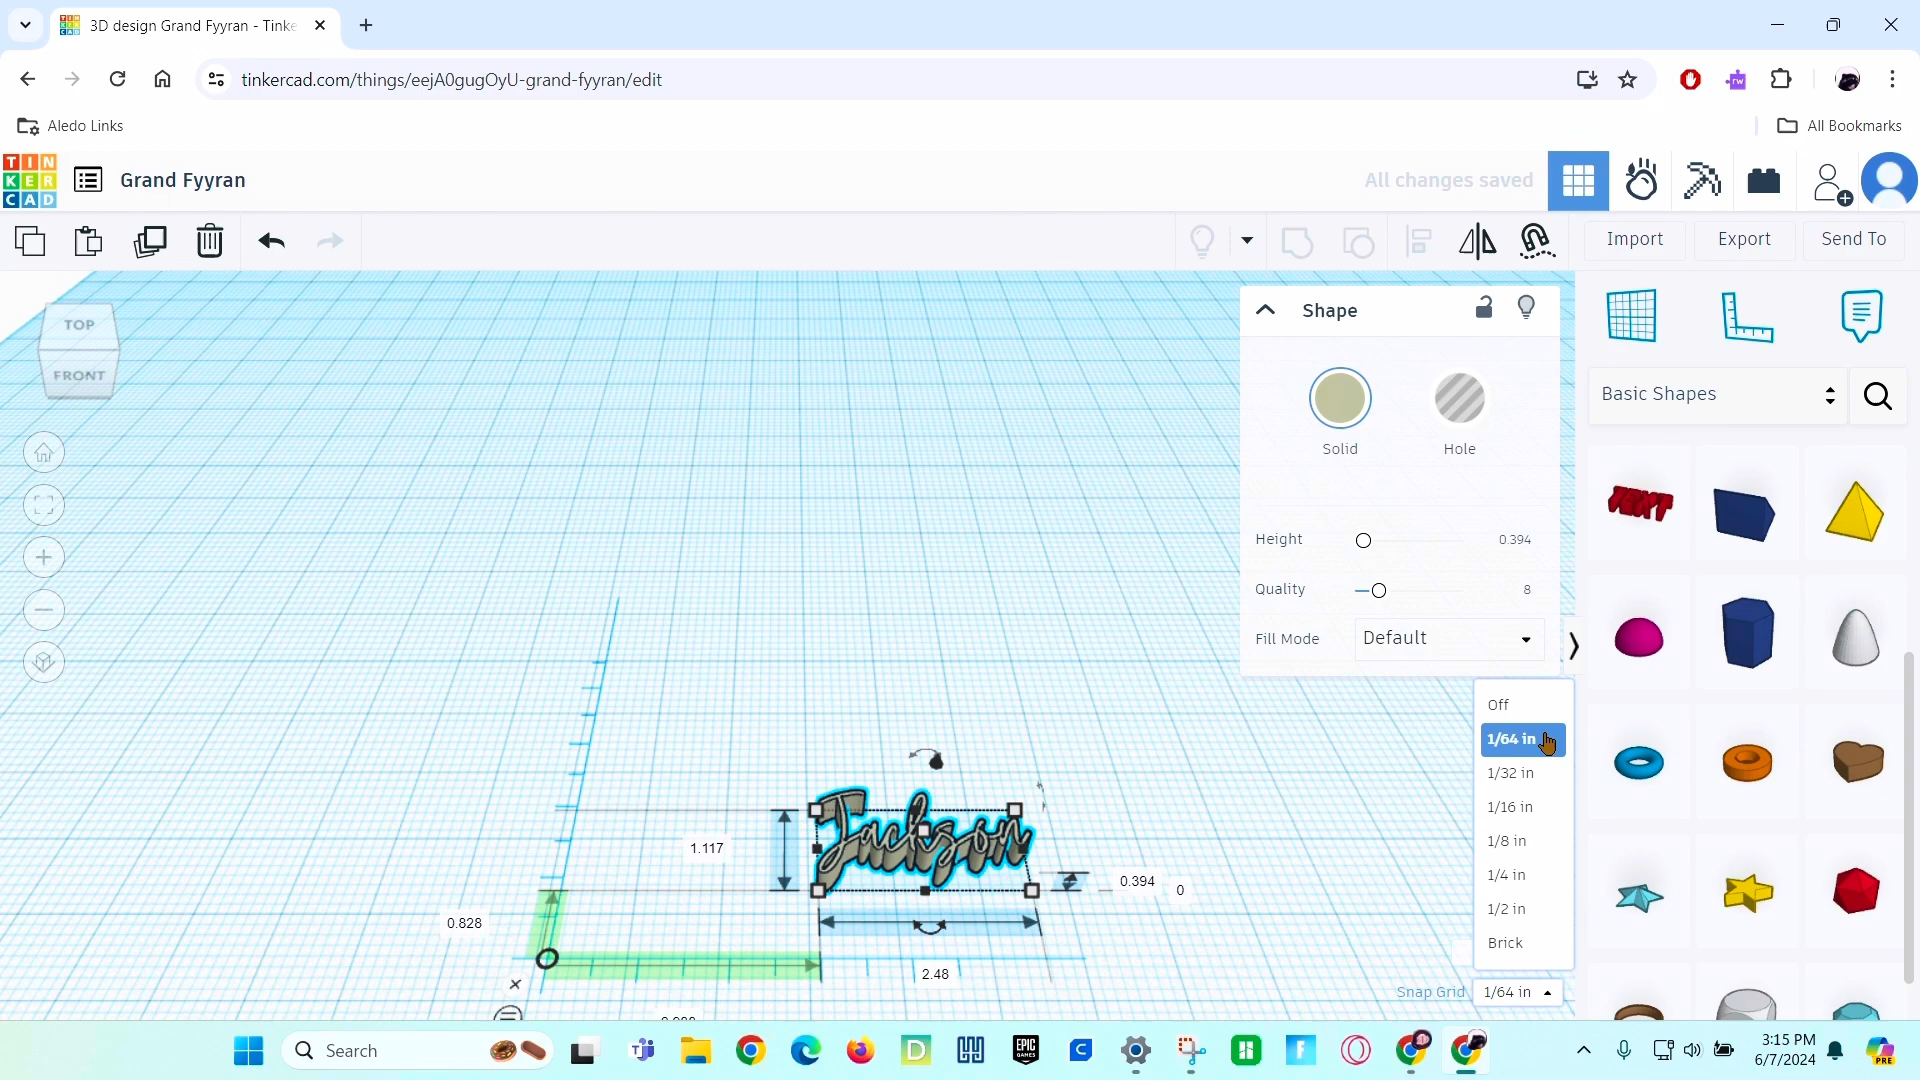 3D design Grand Fyyran - Tinke
tinkercad.com/things/eejA0gugOyU-grand-fyyran/edit
Aledo Links
All Bookmarks
TIN
KER
CAD
Grand Fyyran
All changes saved
Import
Export
Send To
TOP
FRONT
Shape
Solid
Hole
Height
0.394
Quality
8
Fill Mode
Default
Basic Shapes
TEXT
Off
1/64 in
1/32 in
1/16 in
1/8 in
1/4 in
1/2 in
Brick
Snap Grid
1/64 in
Jackson
1.117
0.394
0
0.828
2.48
Search
EPIC
GAMES
3:15 PM
6/7/2024
PRE